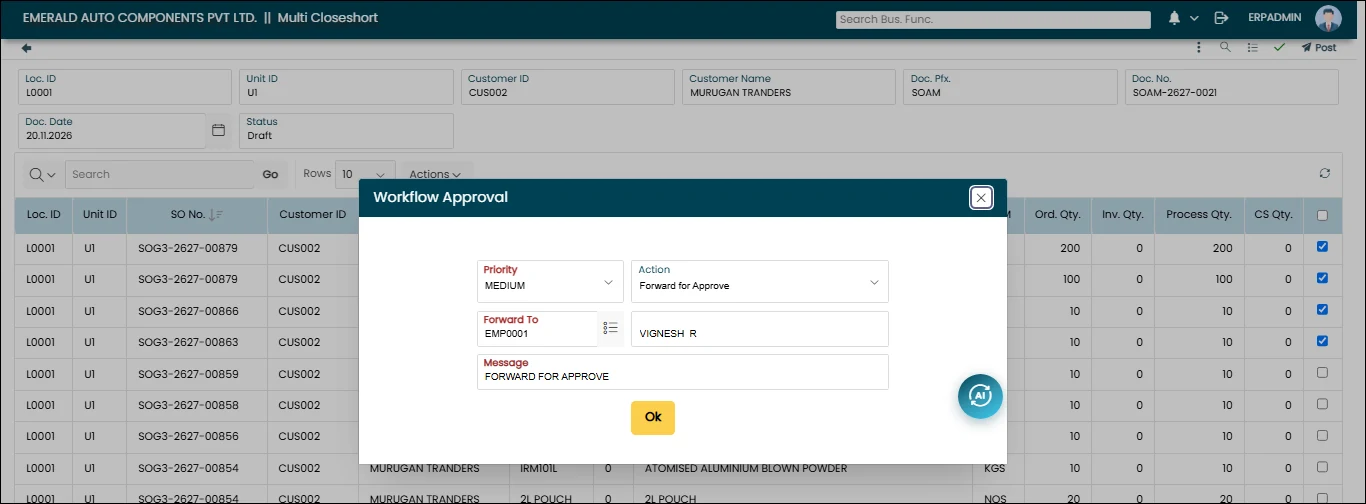 EMERALD AUTO COMPONENTS PVT LTD. || Multi Closeshort
Search Bus. Func.
ERPADMIN
Post
Loc. ID Unit ID Customer ID Customer Name Doc. Pfx. Doc. No.
L0001 U1 CUS002 MURUGAN TRANDERS SOAM SOAM-2627-0021
Doc. Date Status
20.11.2026 Draft
Search Go Rows 10 Actions
Workflow Approval
Loc. ID Unit ID SO No. Customer ID Ord. Qty. Inv. Qty. Process Qty. CS Qty.
L0001 U1 SOG3-2627-00879 CUS002 200 0 200 0
L0001 U1 SOG3-2627-00879 CUS002 100 0 100 0
L0001 U1 SOG3-2627-00866 CUS002 10 0 10 0
L0001 U1 SOG3-2627-00863 CUS002 10 0 10 0
L0001 U1 SOG3-2627-00859 CUS002 10 0 10 0
L0001 U1 SOG3-2627-00858 CUS002 10 0 10 0
L0001 U1 SOG3-2627-00856 CUS002 10 0 10 0
L0001 U1 SOG3-2627-00854 CUS002 MURUGAN TRANDERS IRM101L 0 ATOMISED ALUMINIUM BLOWN POWDER KGS 10 0 10 0
L0001 U1 SOG3-2627-00854 CUS002 MURUGAN TRANDERS 2L POUCH 0 2L POUCH NOS 20 0 20 0
Priority Action
MEDIUM Forward for Approve
Forward To
EMP0001 VIGNESH R
Message
FORWARD FOR APPROVE
Ok
AI